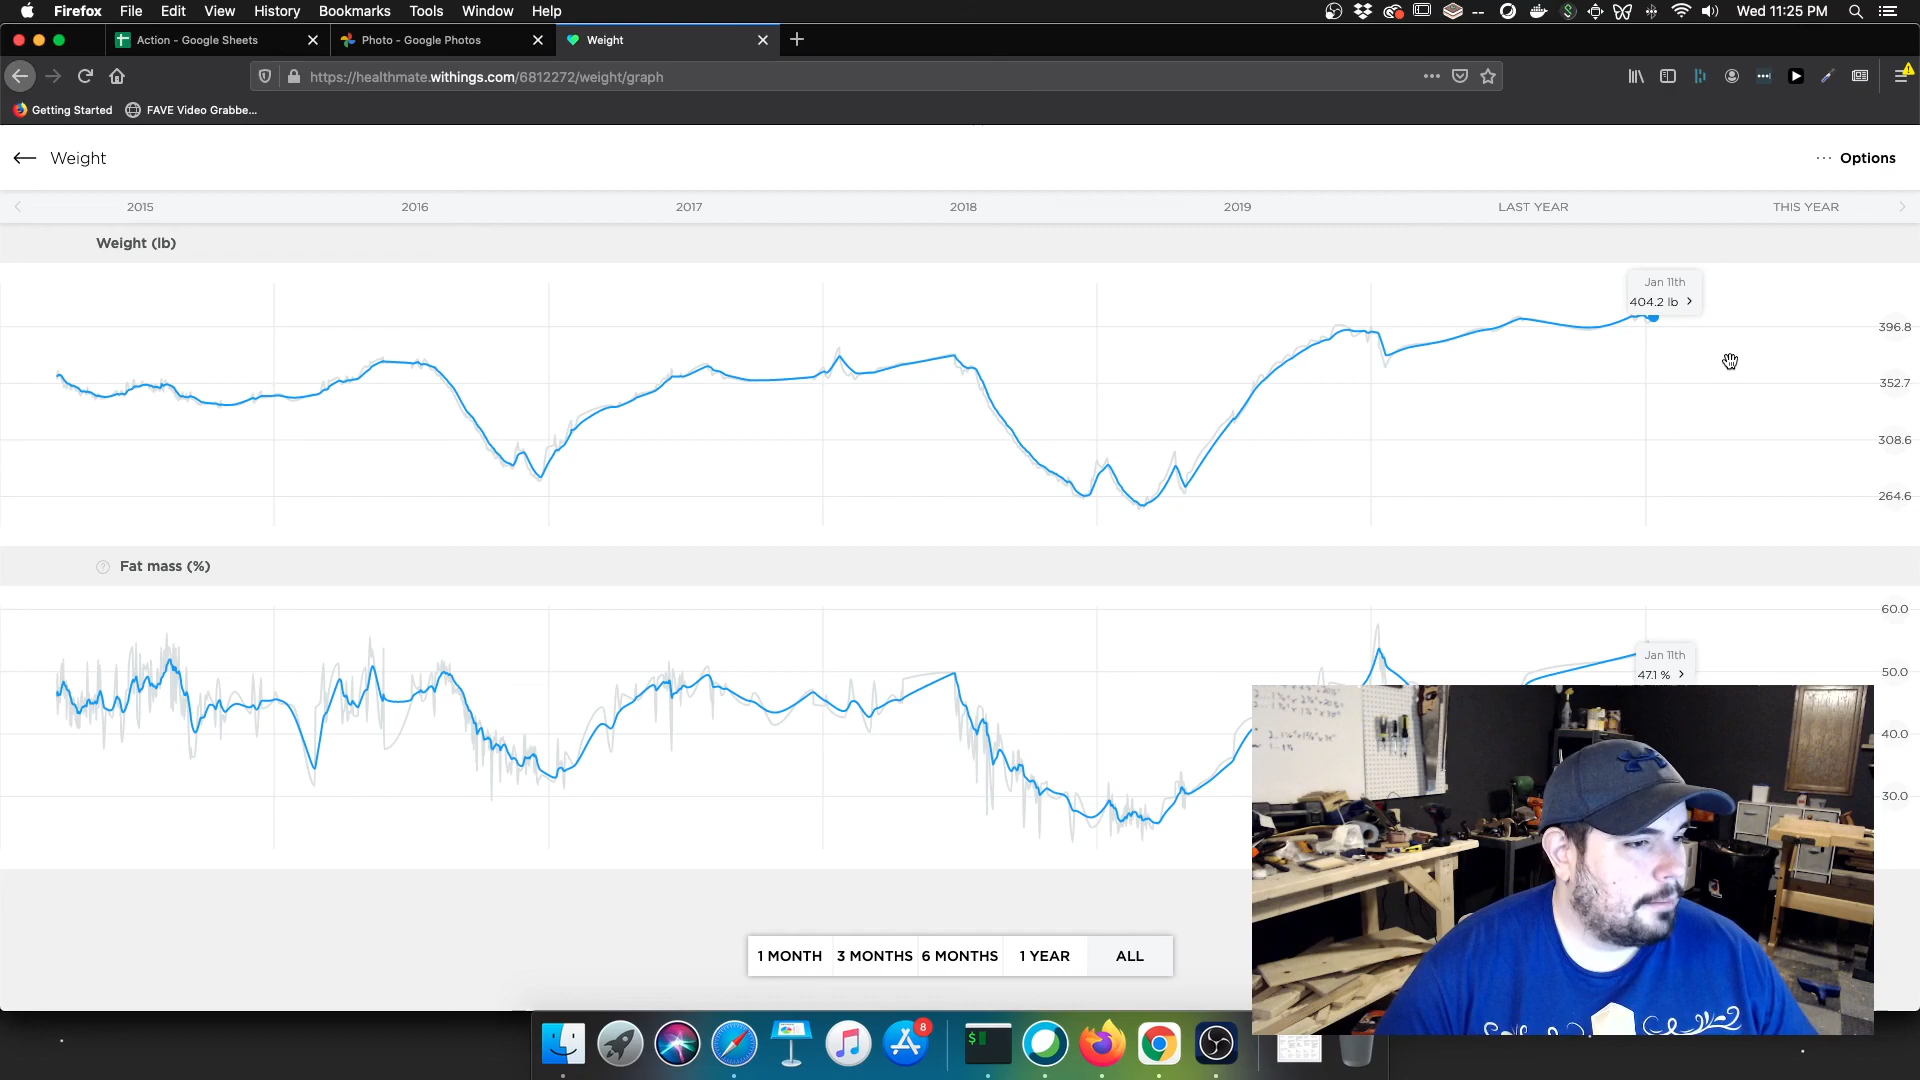 Firefox File Edit View History Bookmarks Tools Window Help
Wed 11:25 PM
Action - Google Sheets
Photo - Google Photos
Weight
https://healthmate.withings.com/6812272/weight/graph
Getting Started
FAVE Video Grabbe...
Weight
Options
2015 2016 2017 2018 2019 LAST YEAR THIS YEAR
Weight (lb)
Jan 11th
404.2 lb
396.8
352.7
308.6
264.6
? Fat mass (%)
60.0
Jan 11th
47.1 %
50.0
40.0
30.0
1 MONTH 3 MONTHS 6 MONTHS 1 YEAR ALL
8
$